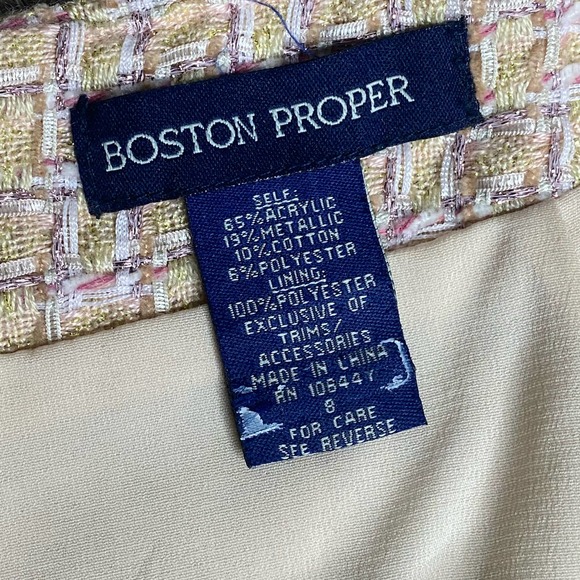 BOSTON PROPER
SELF:
65%ACRYLIC
19%METALLIC
10%COTTON
6%POLYESTER
LINING:
100%POLYESTER
EXCLUSIVE OF
TRIMS/
ACCESSORIES
MADE IN CHINA
RN 108447
8
FOR CARE
SEE REVERSE